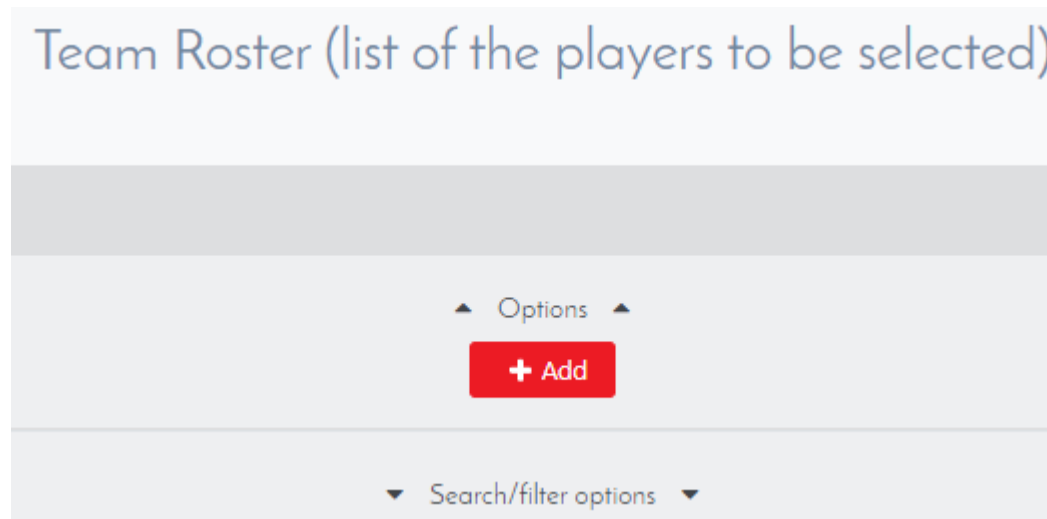 Team Roster (list of the players to be selected)
Options
Add
Search/filter options